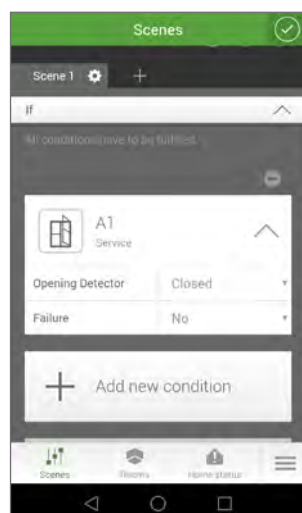 Scenes
Scene 1
If
All conditions have to be fulfilled.
A1
Service
Opening Detector Closed
Failure No
Add new condition
Scenes Rooms Home status